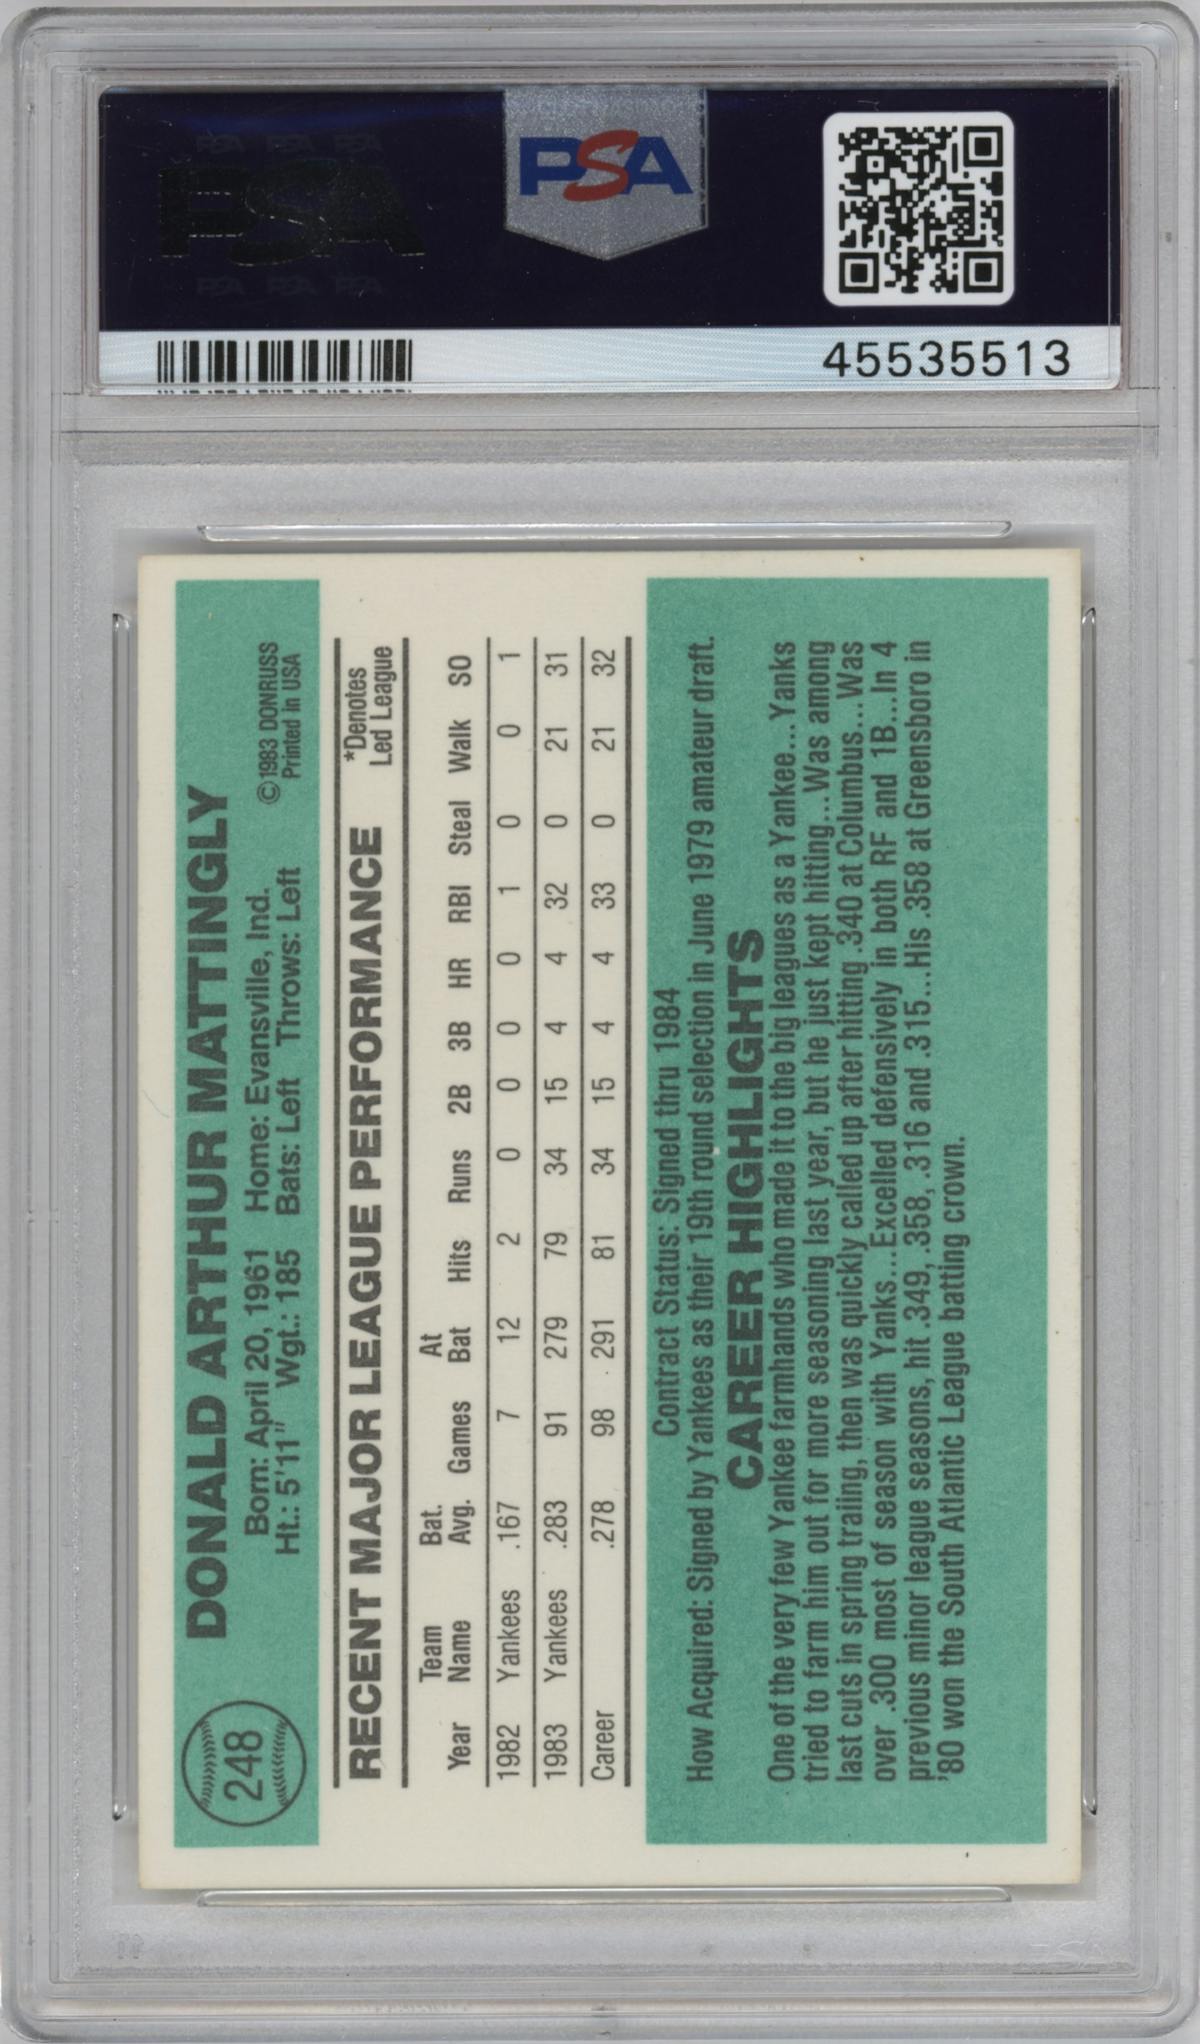 PSA
PSA PSA PSA
PSA
PSA PSA PSA
45535513
248
DONALD ARTHUR MATTINGLY
Born: April 20, 1961 Home: Evansville, Ind.
Ht.: 5'11" Wgt.: 185 Bats: Left Throws: Left
©1983 DONRUSS
Printed in USA
RECENT MAJOR LEAGUE PERFORMANCE
*Denotes
Led League
Year Team Name Bat. Avg. Games At Bat Hits Runs 2B 3B HR RBI Steal Walk SO
1982 Yankees .167 7 12 2 0 0 0 0 1 0 0 1
1983 Yankees .283 91 279 79 34 15 4 4 32 0 21 31
Career .278 98 291 81 34 15 4 4 33 0 21 32
Contract Status: Signed thru 1984
How Acquired: Signed by Yankees as their 19th round selection in June 1979 amateur draft.
CAREER HIGHLIGHTS
One of the very few Yankee farmhands who made it to the big leagues as a Yankee...Yanks
tried to farm him out for more seasoning last year, but he just kept hitting...Was among
last cuts in spring traiing, then was quickly called up after hitting .340 at Columbus...Was
over .300 most of season with Yanks...Excelled defensively in both RF and 1B...In 4
previous minor league seasons, hit .349, .358, .316 and .315...His .358 at Greensboro in
'80 won the South Atlantic League batting crown.